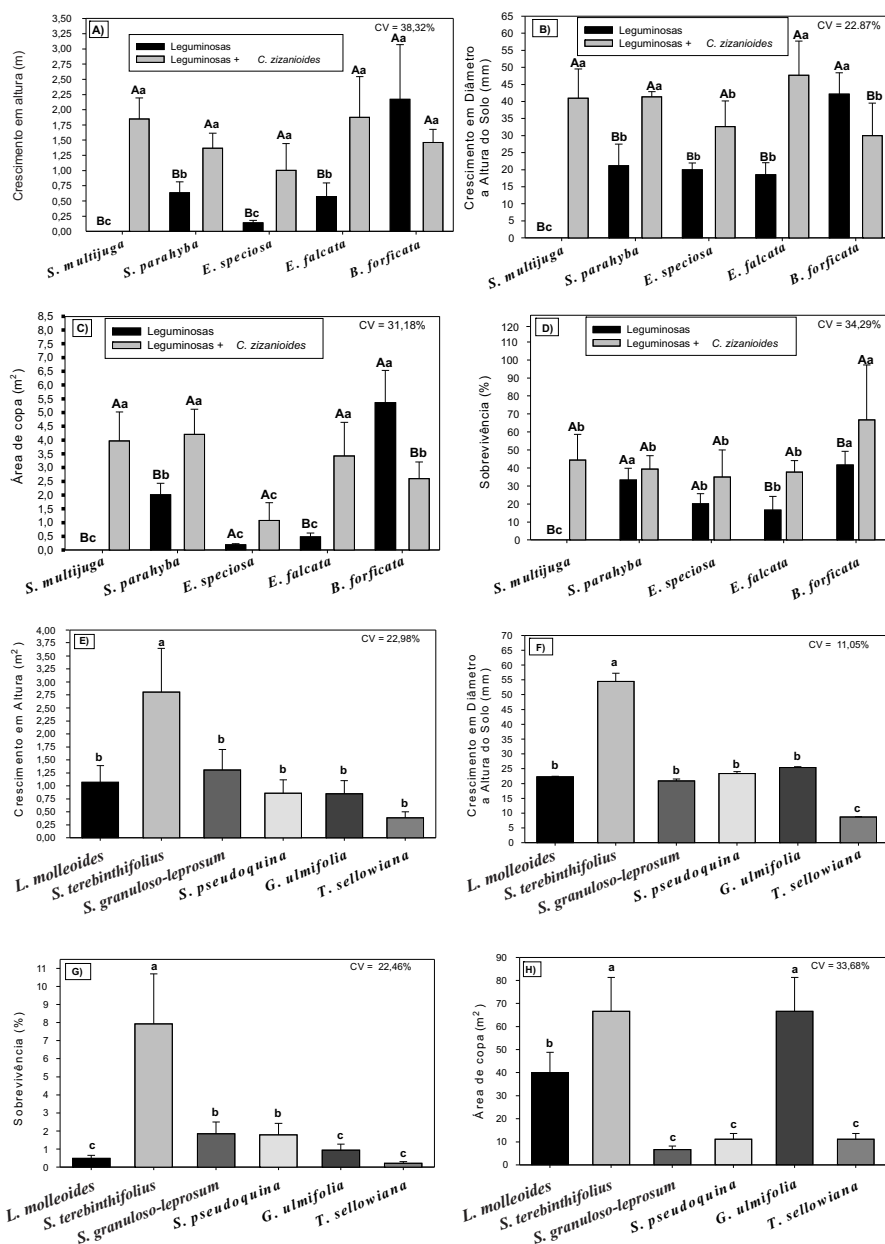 A)
CV = 38,32%
Leguminosas
Leguminosas + C. zizanioides
Crescimento em altura (m)
3,50
3,25
3,00
2,75
2,50
2,25
2,00
1,75
1,50
1,25
1,00
0,75
0,50
0,25
0,00
Bc Aa Bb Aa Bc Aa Bb Aa Aa Aa
S. multijuga S. parahyba E. speciosa E. falcata B. forficata
B)
CV = 22.87%
Leguminosas
Leguminosas + C. zizanioides
Crescimento em Diâmetro
a Altura do Solo (mm)
65
60
55
50
45
40
35
30
25
20
15
10
5
0
Bc Aa Bb Aa Bb Ab Bb Aa Aa Bb
S. multijuga S. parahyba E. speciosa E. falcata B. forficata
C)
CV = 31,18%
Leguminosas
Leguminosas + C. zizanioides
Área de copa (m²)
8,5
8,0
7,5
7,0
6,5
6,0
5,5
5,0
4,5
4,0
3,5
3,0
2,5
2,0
1,5
1,0
0,5
0,0
Bc Aa Bb Aa Ac Ac Bc Aa Aa Bb
S. multijuga S. parahyba E. speciosa E. falcata B. forficata
D)
CV = 34,29%
Leguminosas
Leguminosas + C. zizanioides
Sobrevivência (%)
120
110
100
90
80
70
60
50
40
30
20
10
0
Bc Ab Aa Ab Ab Ab Bb Ab Ba Aa
S. multijuga S. parahyba E. speciosa E. falcata B. forficata
E)
CV = 22,98%
Crescimento em Altura (m²)
4,00
3,75
3,50
3,25
3,00
2,75
2,50
2,25
2,00
1,75
1,50
1,25
1,00
0,75
0,50
0,25
0,00
b a b b b b
L. molleoides S. terebinthifolius S. granuloso-leprosum S. pseudoquina G. ulmifolia T. sellowiana
F)
CV = 11,05%
Crescimento em Diâmetro
a Altura do Solo (mm)
70
65
60
55
50
45
40
35
30
25
20
15
10
5
0
b a b b b c
L. molleoides S. terebinthifolius S. granuloso-leprosum S. pseudoquina G. ulmifolia T. sellowiana
G)
CV = 22,46%
Sobrevivência (%)
11
10
9
8
7
6
5
4
3
2
1
0
c a b b c c
L. molleoides S. terebinthifolius S. granuloso-leprosum S. pseudoquina G. ulmifolia T. sellowiana
H)
CV = 33,68%
Área de copa (m²)
90
80
70
60
50
40
30
20
10
0
b a c c a c
L. molleoides S. terebinthifolius S. granuloso-leprosum S. pseudoquina G. ulmifolia T. sellowiana